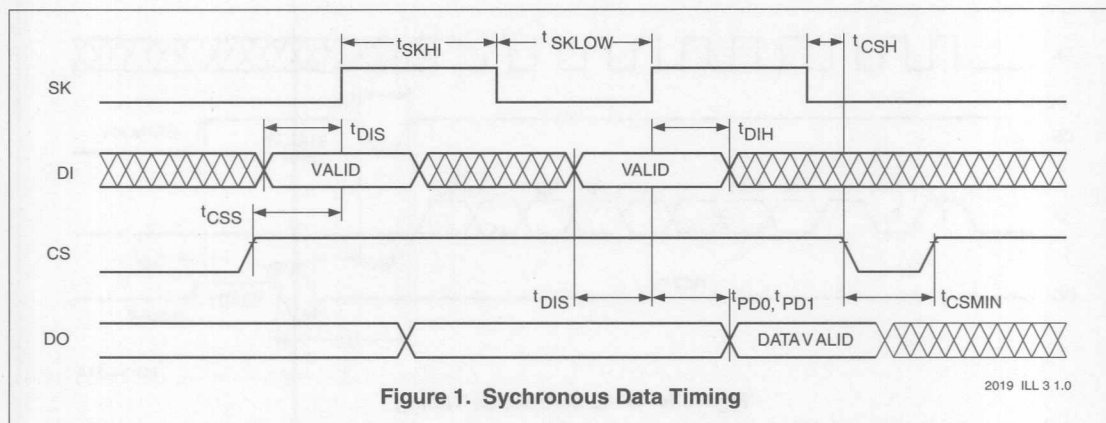 tSKHI tSKLOW tCSH
SK
tDIS tDIH
DI VALID VALID
tCSS
CS
tDIS tPD0, tPD1 tCSMIN
DO DATA VALID
2019 ILL 3 1.0
Figure 1. Sychronous Data Timing